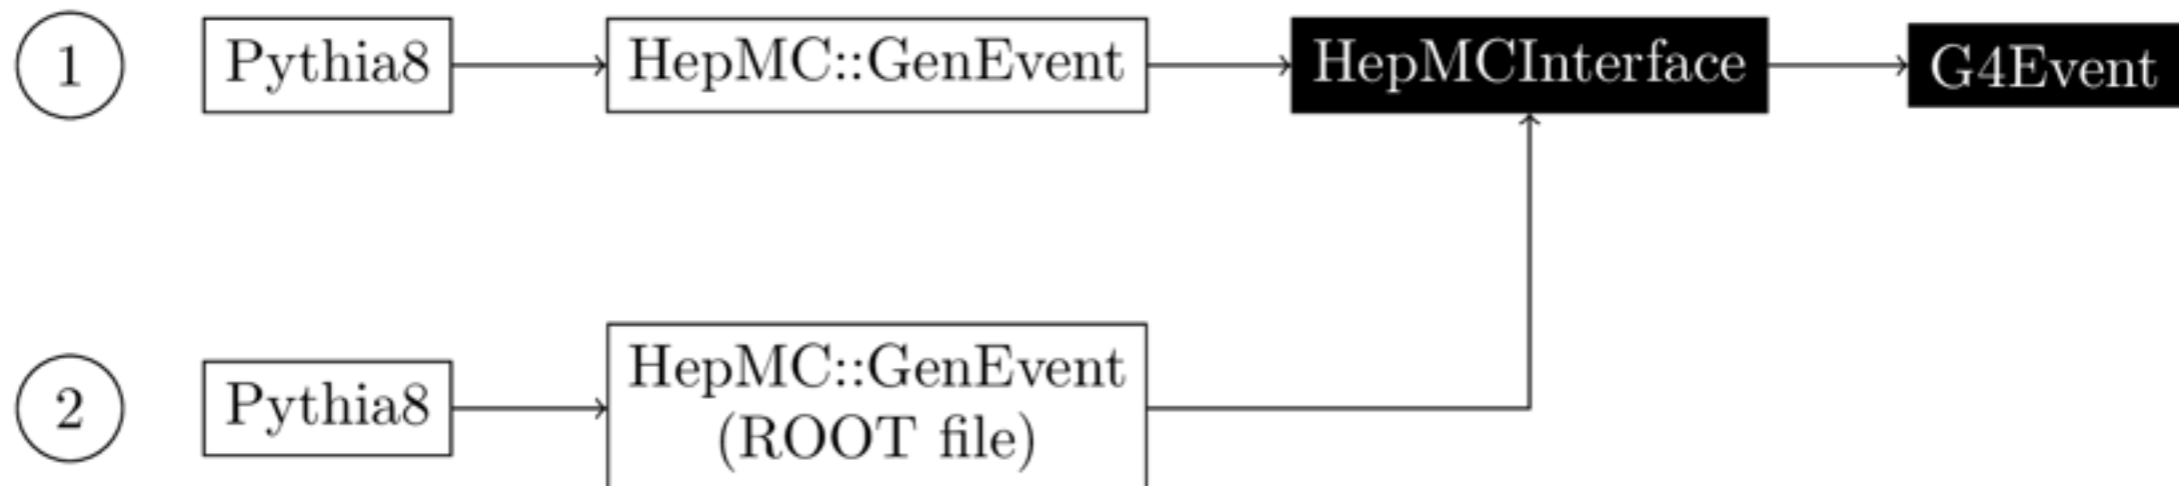 1
Pythia8
HepMC::GenEvent
HepMCInterface
G4Event
2
Pythia8
HepMC::GenEvent
(ROOT file)